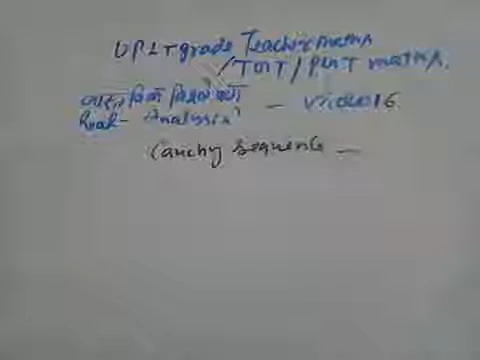 UP LT grade Teacher maths
/TGT/PGT maths.
वास्तविक विश्लेषण — Video 16
Real- Analysis
Cauchy sequence —